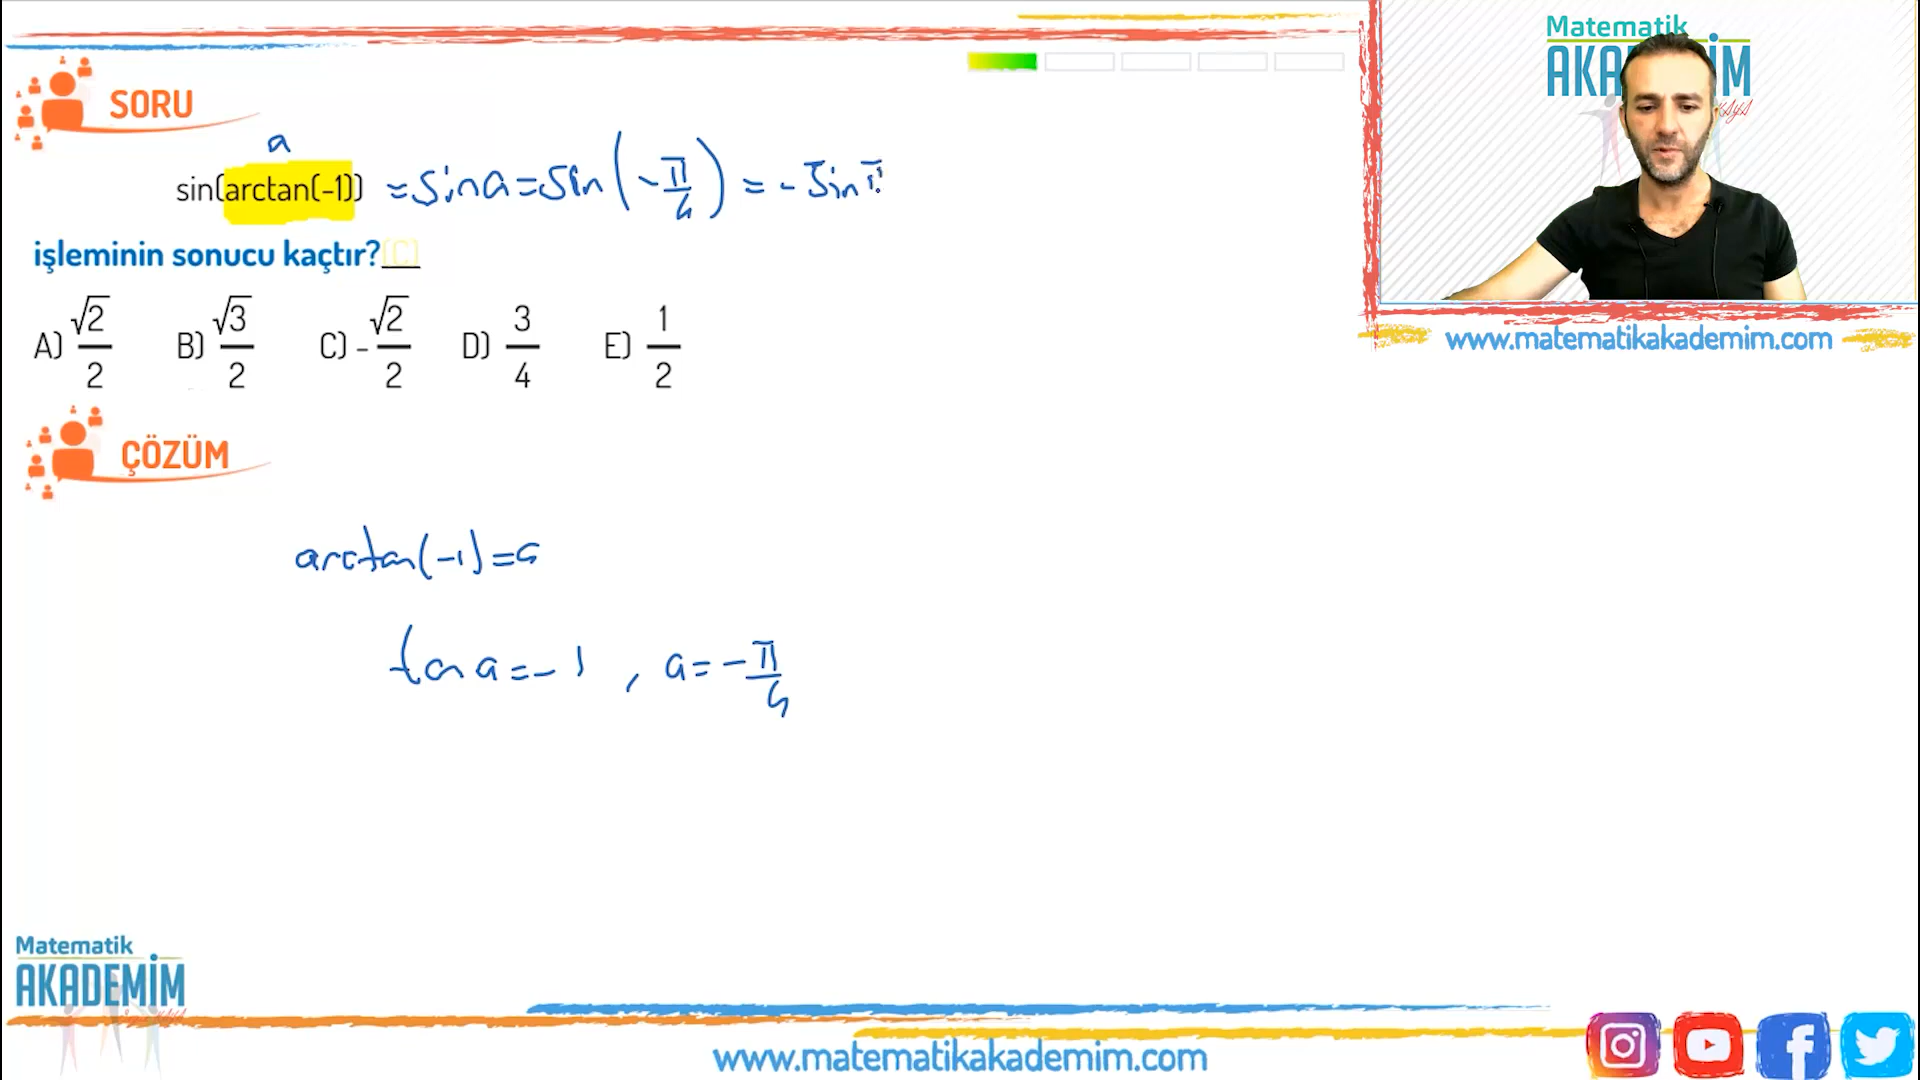 SORU
a
sin(arctan(-1)) = sin a = sin(-π/4) = - sin π
işleminin sonucu kaçtır? (C)
A) √2/2 B) √3/2 C) -√2/2 D) 3/4 E) 1/2
ÇÖZÜM
arctan(-1) = a
tan a = -1 , a = -π/4
Matematik
AKADEMİM
www.matematikakademim.com
Matematik
AKADEMİM
www.matematikakademim.com